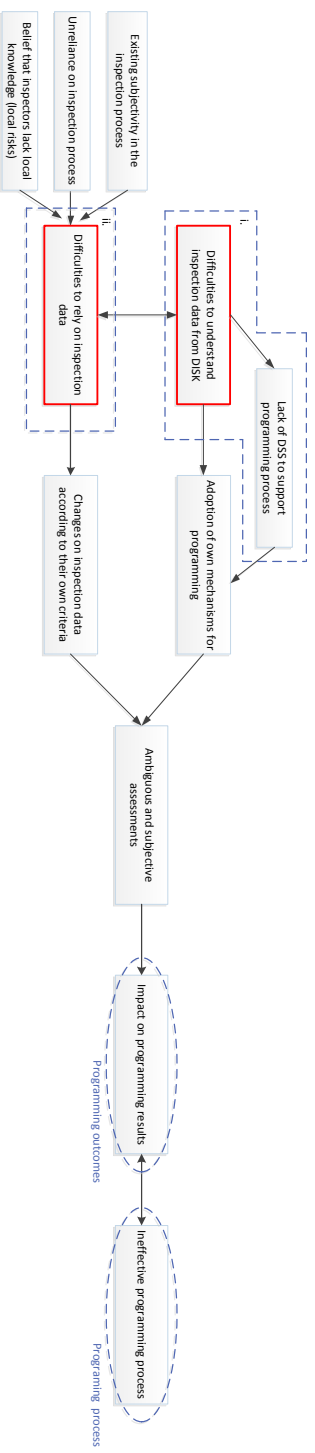 i.
Lack of DSS to support
programming process
Difficulties to understand
inspection data from DISK
Adoption of own mechanisms for
programming
Existing subjectivity in the
inspection process
Unreliance on inspection process
Belief that inspectors lack local
knowledge (local risks)
ii.
Difficulties to rely on inspection
data
Changes on inspection data
according to their own criteria
Ambiguous and subjective
assessments
Impact on programming results
Programming outcomes
Ineffective programming process
Programing process